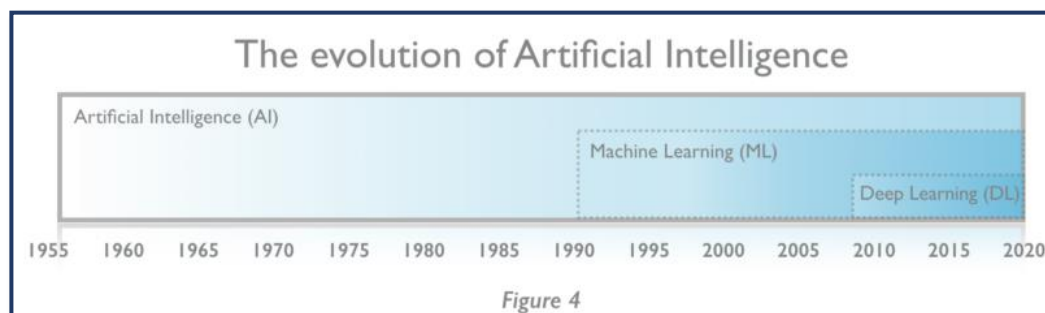 The evolution of Artificial Intelligence
Artificial Intelligence (AI)
Machine Learning (ML)
Deep Learning (DL)
1955 1960 1965 1970 1975 1980 1985 1990 1995 2000 2005 2010 2015 2020
Figure 4